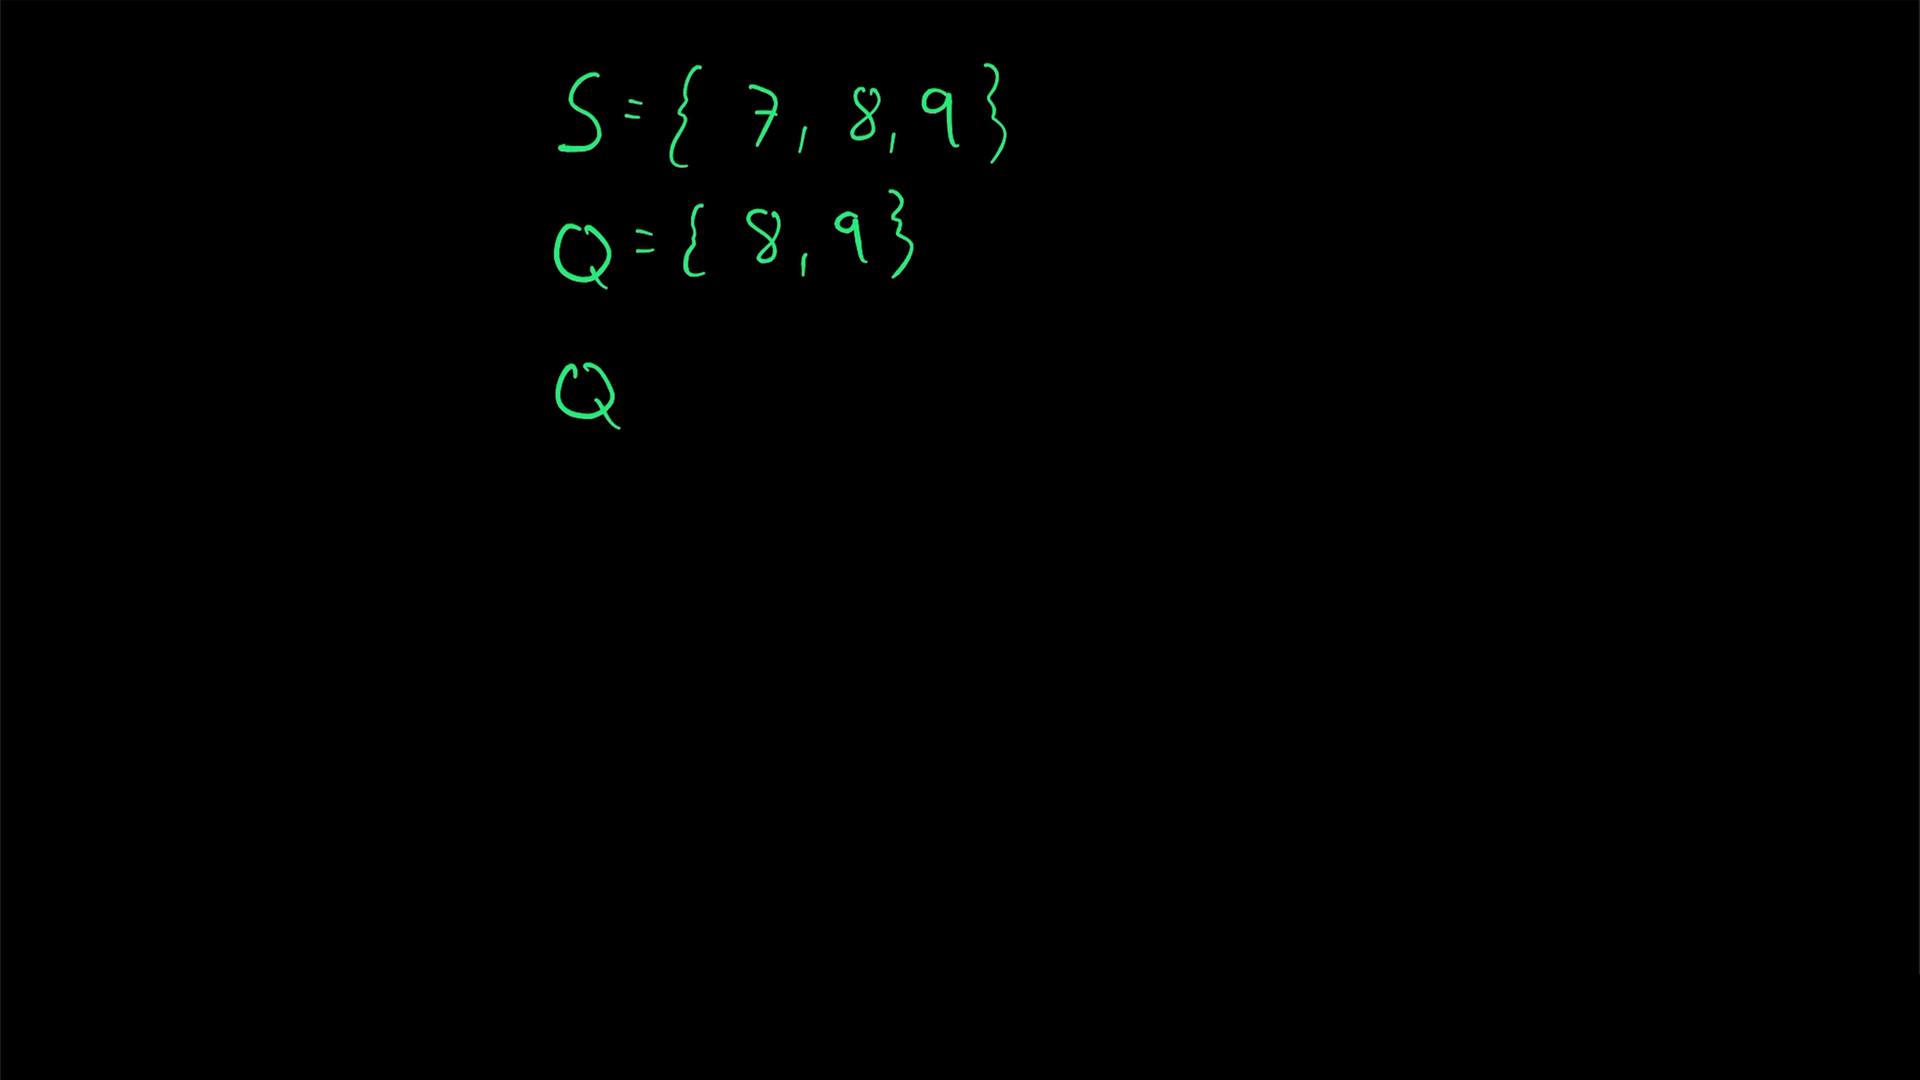 S = { 7, 8, 9 }
Q = { 8, 9 }
Q